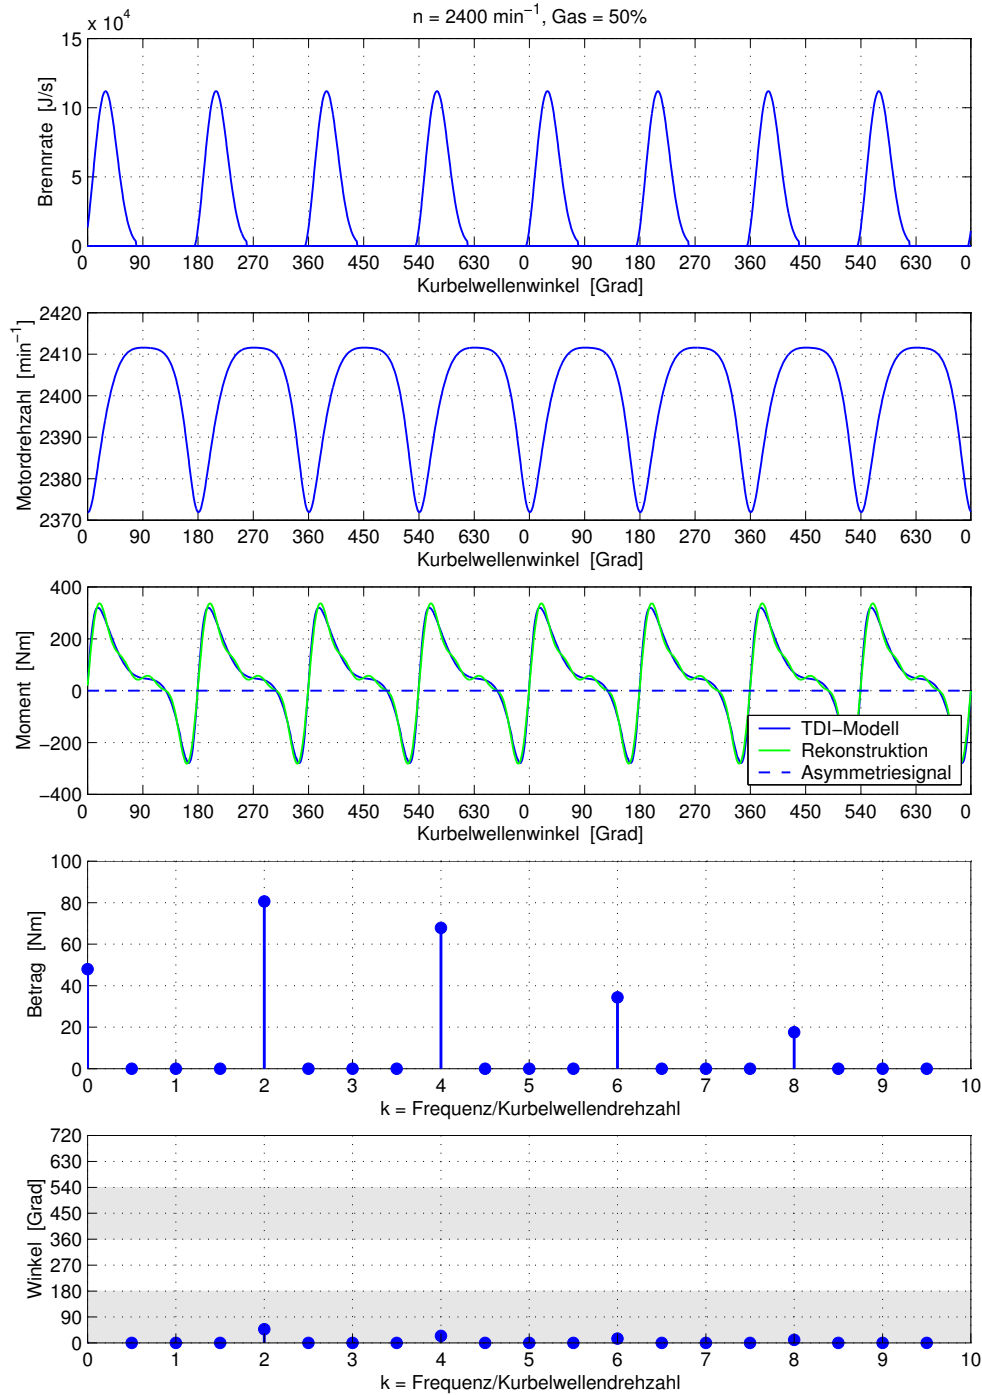 n = 2400 min⁻¹, Gas = 50%
x 10⁴
15
10
5
0
Brennrate [J/s]
0 90 180 270 360 450 540 630 0 90 180 270 360 450 540 630 0
Kurbelwellenwinkel [Grad]
2420
2410
2400
2390
2380
2370
Motordrehzahl [min⁻¹]
0 90 180 270 360 450 540 630 0 90 180 270 360 450 540 630 0
Kurbelwellenwinkel [Grad]
400
200
0
−200
−400
Moment [Nm]
TDI−Modell
Rekonstruktion
Asymmetriesignal
0 90 180 270 360 450 540 630 0 90 180 270 360 450 540 630 0
Kurbelwellenwinkel [Grad]
100
80
60
40
20
0
Betrag [Nm]
0 1 2 3 4 5 6 7 8 9 10
k = Frequenz/Kurbelwellendrehzahl
720
630
540
450
360
270
180
90
0
Winkel [Grad]
0 1 2 3 4 5 6 7 8 9 10
k = Frequenz/Kurbelwellendrehzahl